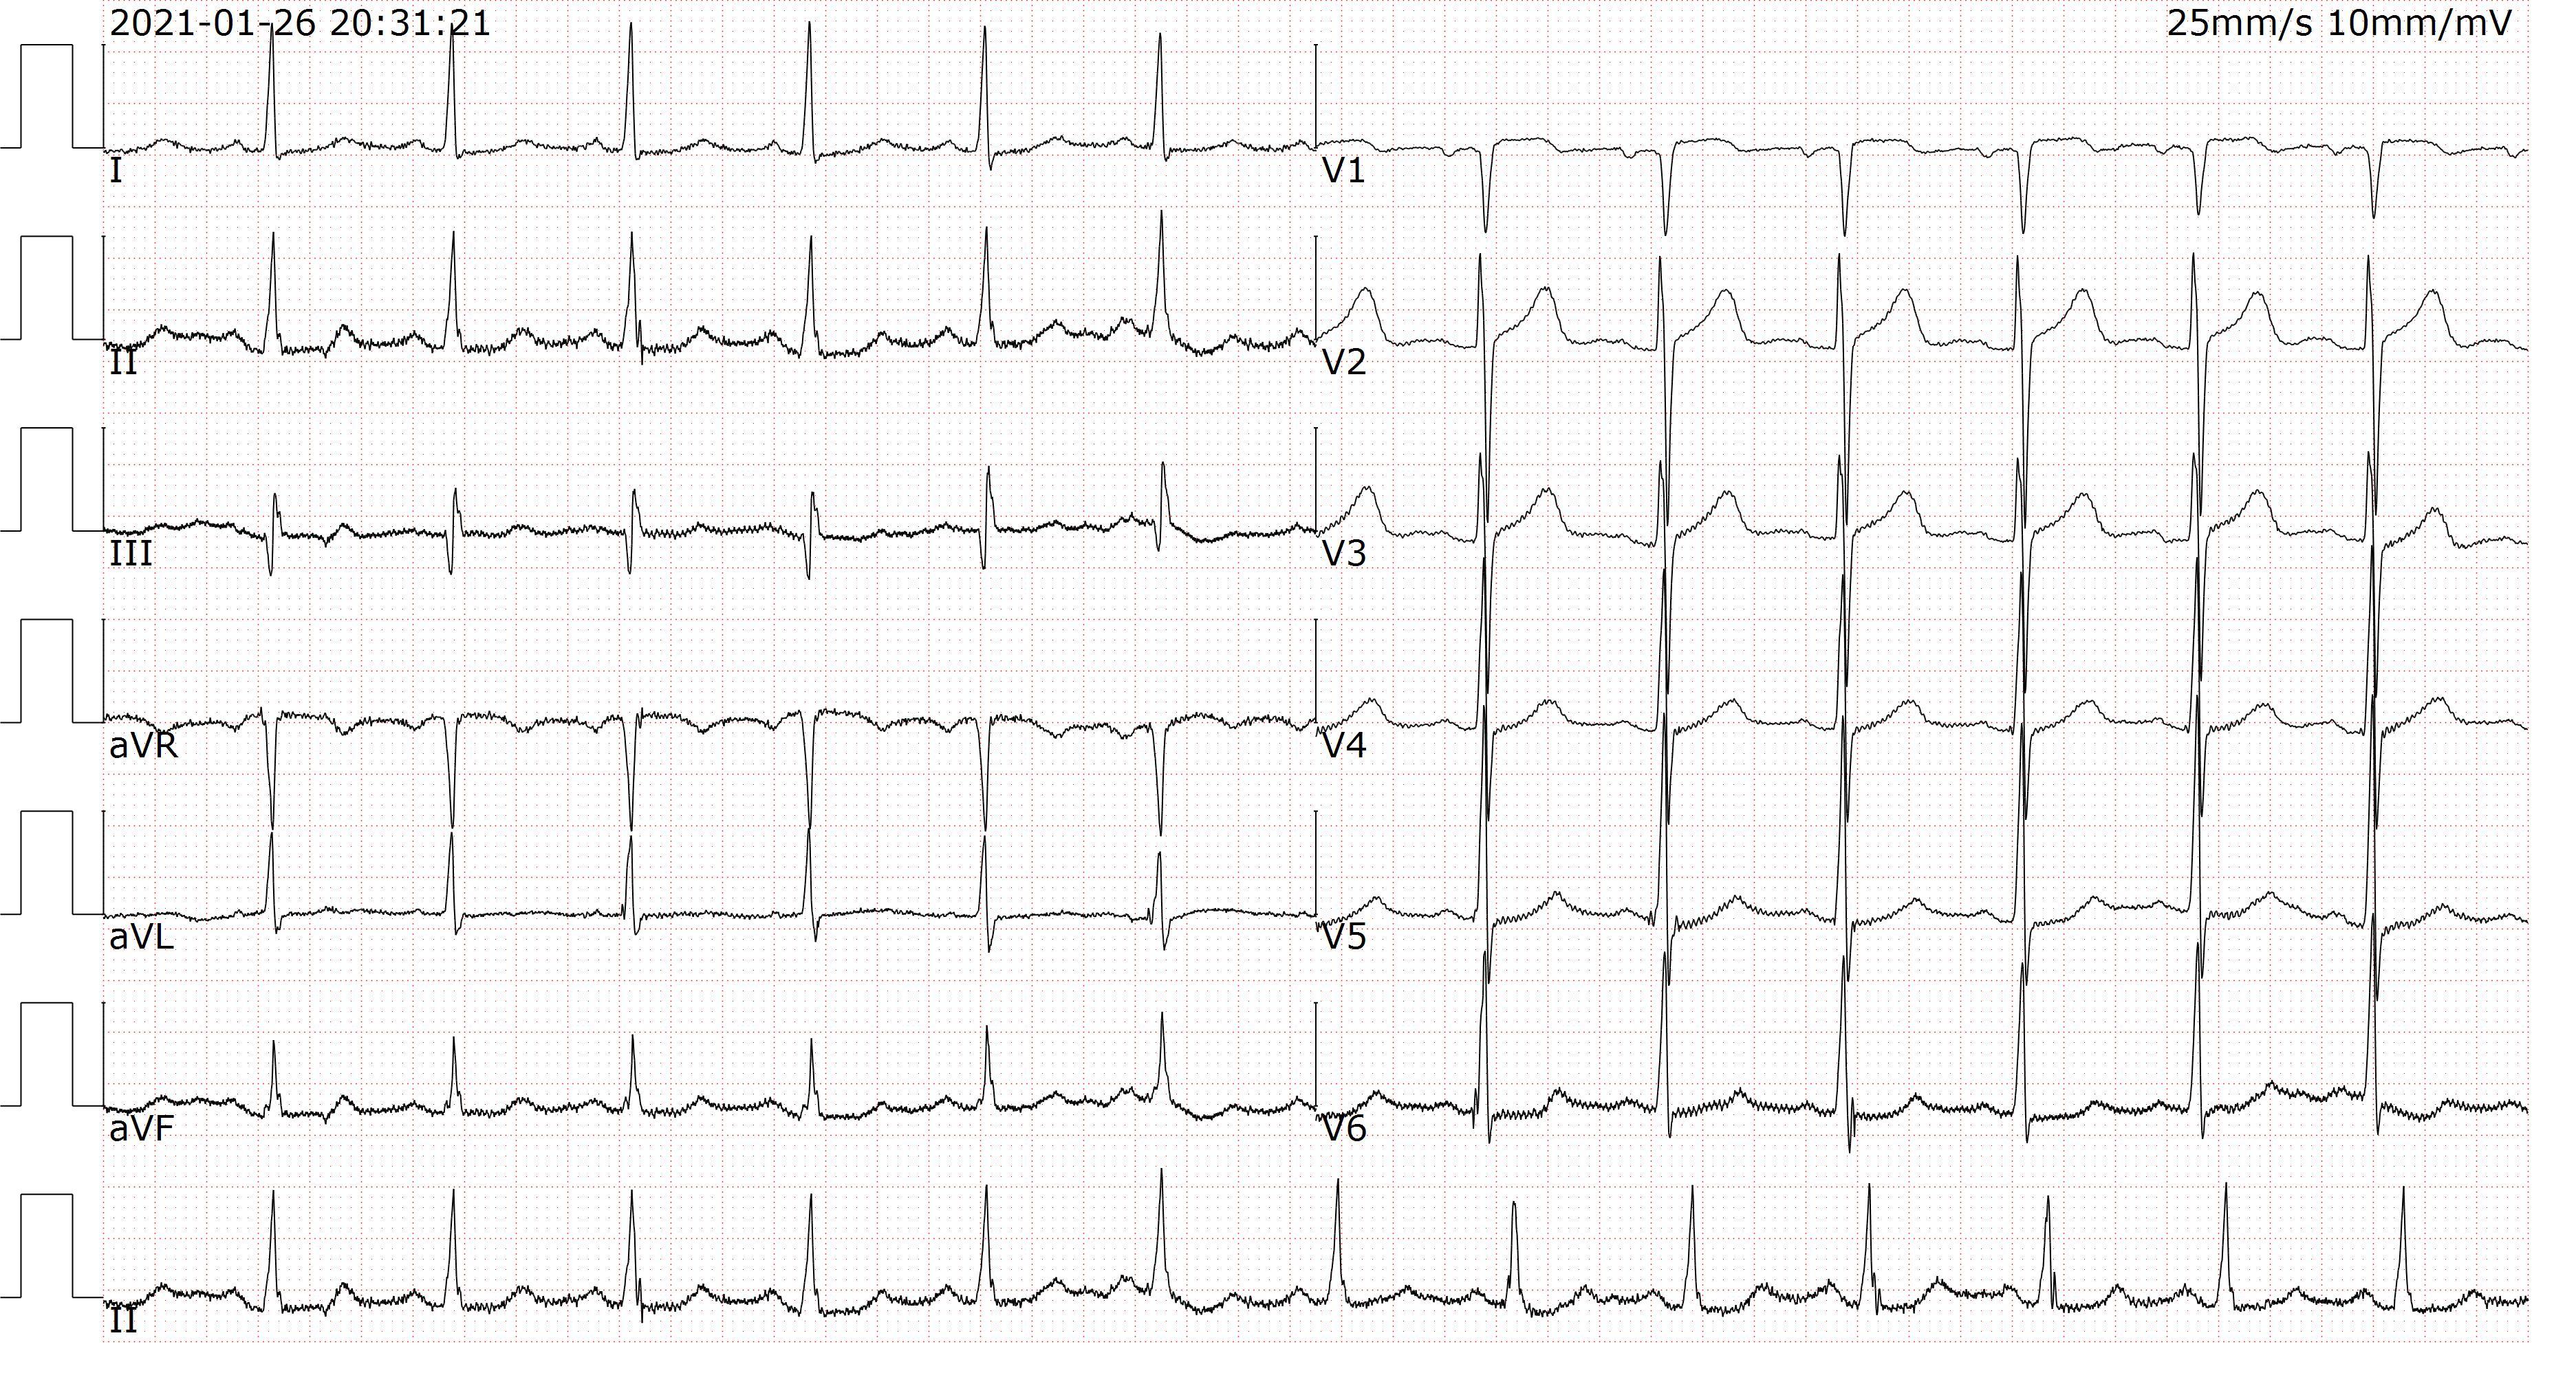 2021-01-26 20:31:21 25mm/s 10mm/mV
I V1
II V2
III V3
aVR V4
aVL V5
aVF V6
II